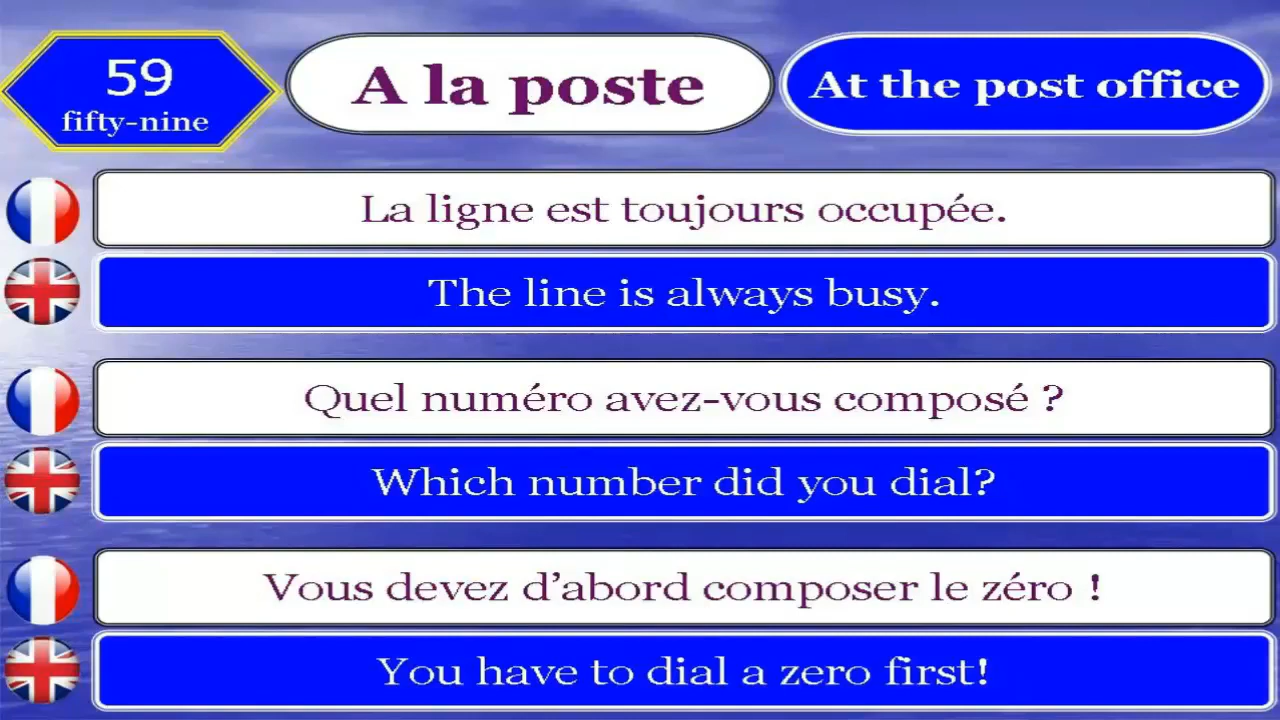 59
fifty-nine
A la poste
At the post office
La ligne est toujours occupée.
The line is always busy.
Quel numéro avez-vous composé ?
Which number did you dial?
Vous devez d’abord composer le zéro !
You have to dial a zero first!